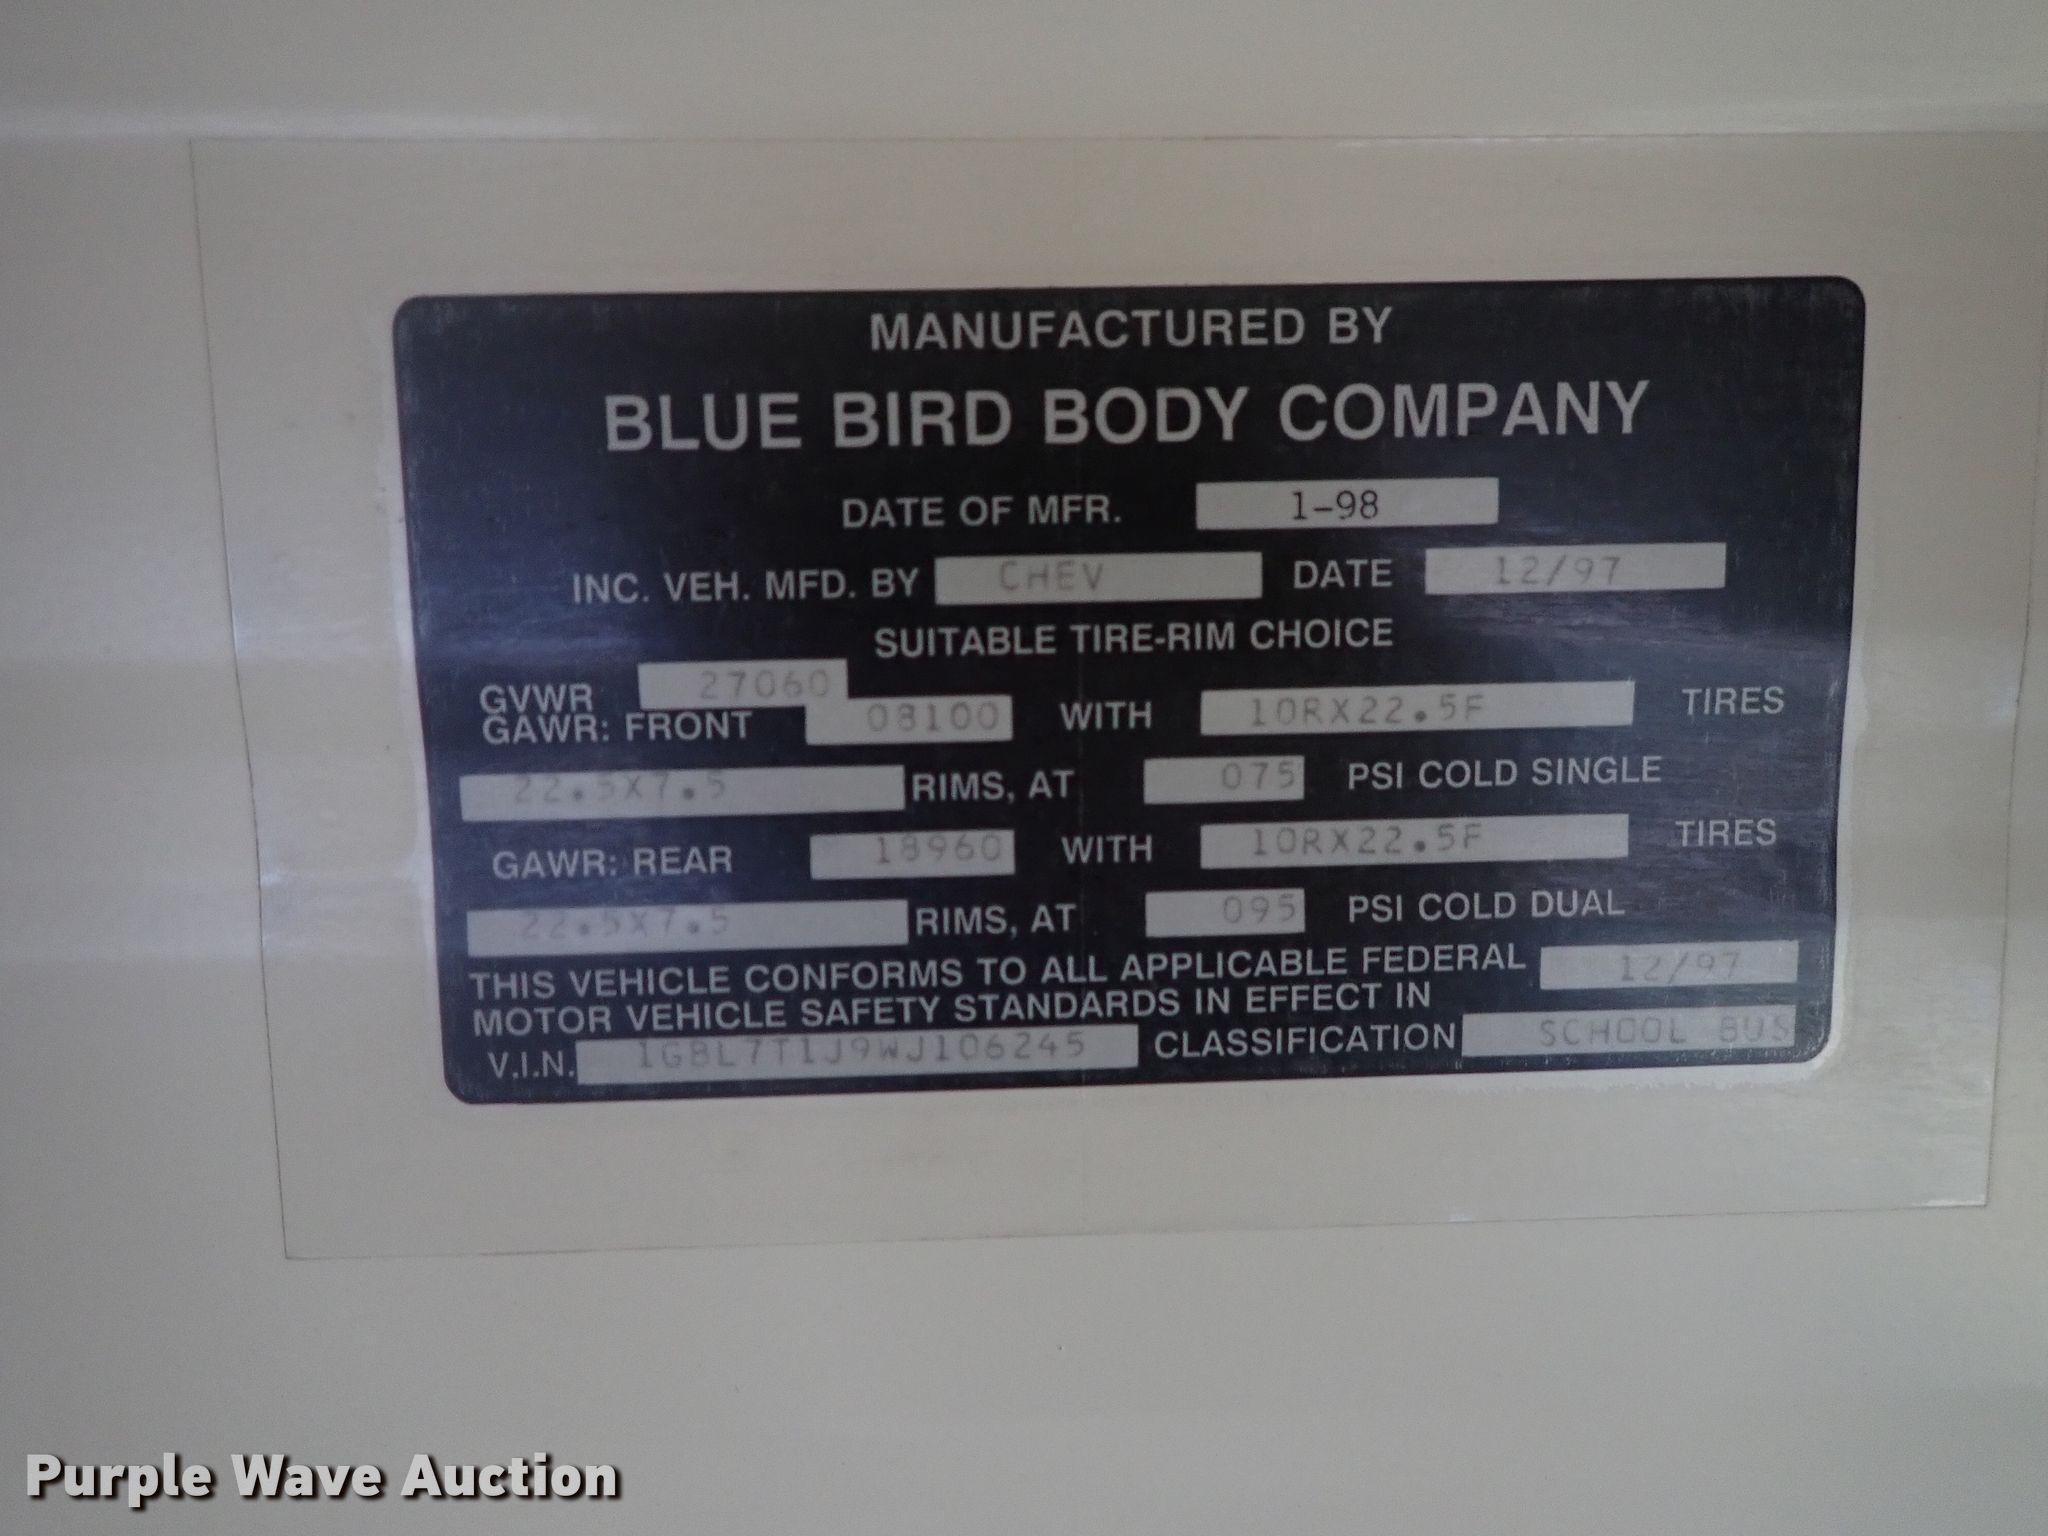 MANUFACTURED BY
BLUE BIRD BODY COMPANY
DATE OF MFR. 1-98
INC. VEH. MFD. BY CHEV DATE 12/97
SUITABLE TIRE-RIM CHOICE
GVWR 27060
GAWR: FRONT 08100 WITH 10RX22.5F TIRES
22.5X7.5 RIMS, AT 075 PSI COLD SINGLE
GAWR: REAR 18960 WITH 10RX22.5F TIRES
22.5X7.5 RIMS, AT 095 PSI COLD DUAL
THIS VEHICLE CONFORMS TO ALL APPLICABLE FEDERAL 12/97
MOTOR VEHICLE SAFETY STANDARDS IN EFFECT IN
V.I.N. 1GBL7T1J9WJ106245 CLASSIFICATION SCHOOL BUS
Purple Wave Auction